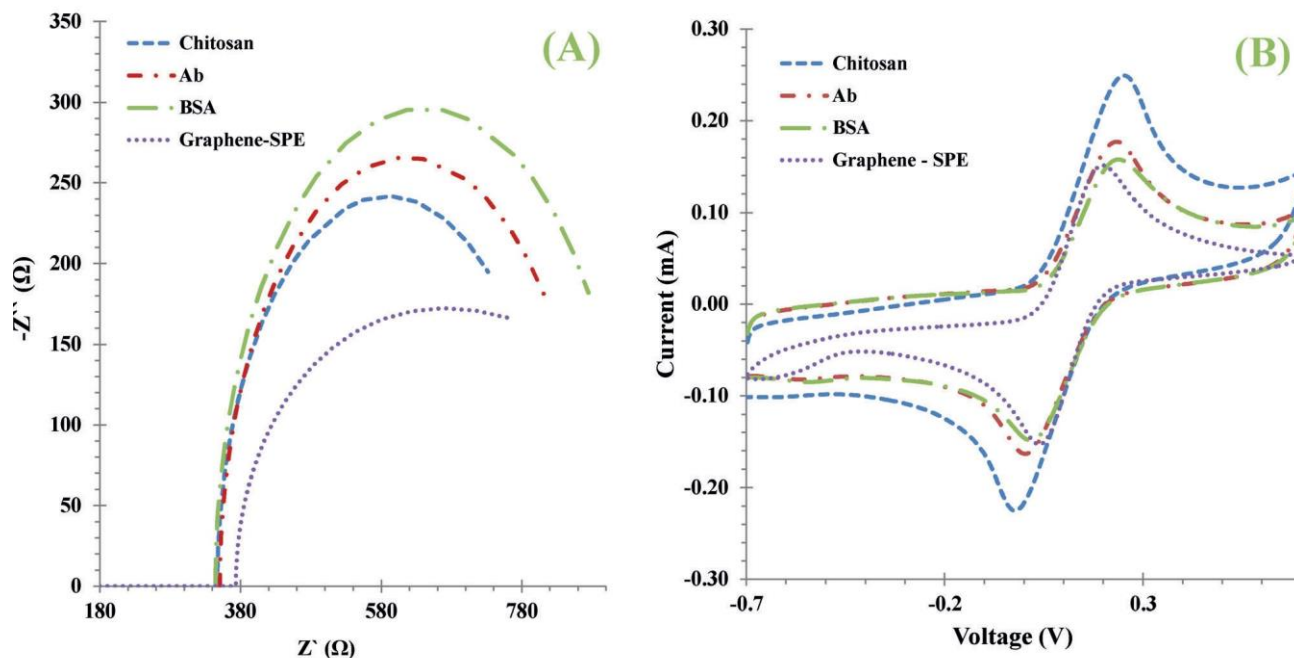 (A)
Chitosan
Ab
BSA
Graphene-SPE
350
300
250
200
150
100
50
0
-Z`` (Ω)
180 380 580 780
Z` (Ω)
(B)
Chitosan
Ab
BSA
Graphene - SPE
0.30
0.20
0.10
0.00
-0.10
-0.20
-0.30
Current (mA)
-0.7 -0.2 0.3
Voltage (V)